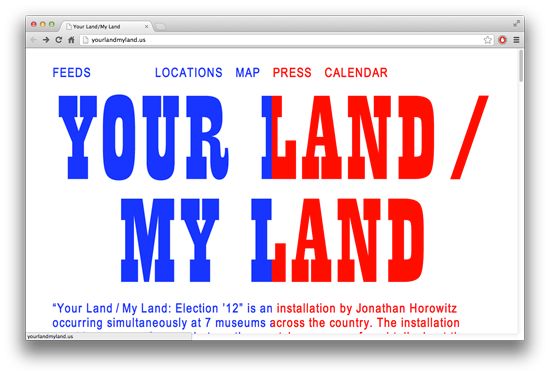 Your Land/My Land
yourlandmyland.us
FEEDS LOCATIONS MAP PRESS CALENDAR
YOUR LAND/
MY LAND
“Your Land / My Land: Election ’12” is an installation by Jonathan Horowitz
occurring simultaneously at 7 museums across the country. The installation
yourlandmyland.us